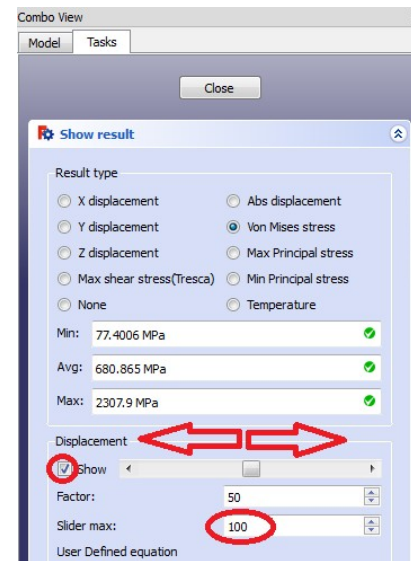 Combo View
Model Tasks
Close
Show result
Result type
X displacement Abs displacement
Y displacement Von Mises stress
Z displacement Max Principal stress
Max shear stress(Tresca) Min Principal stress
None Temperature
Min: 77.4006 MPa
Avg: 680.865 MPa
Max: 2307.9 MPa
Displacement
Show
Factor: 50
Slider max: 100
User Defined equation